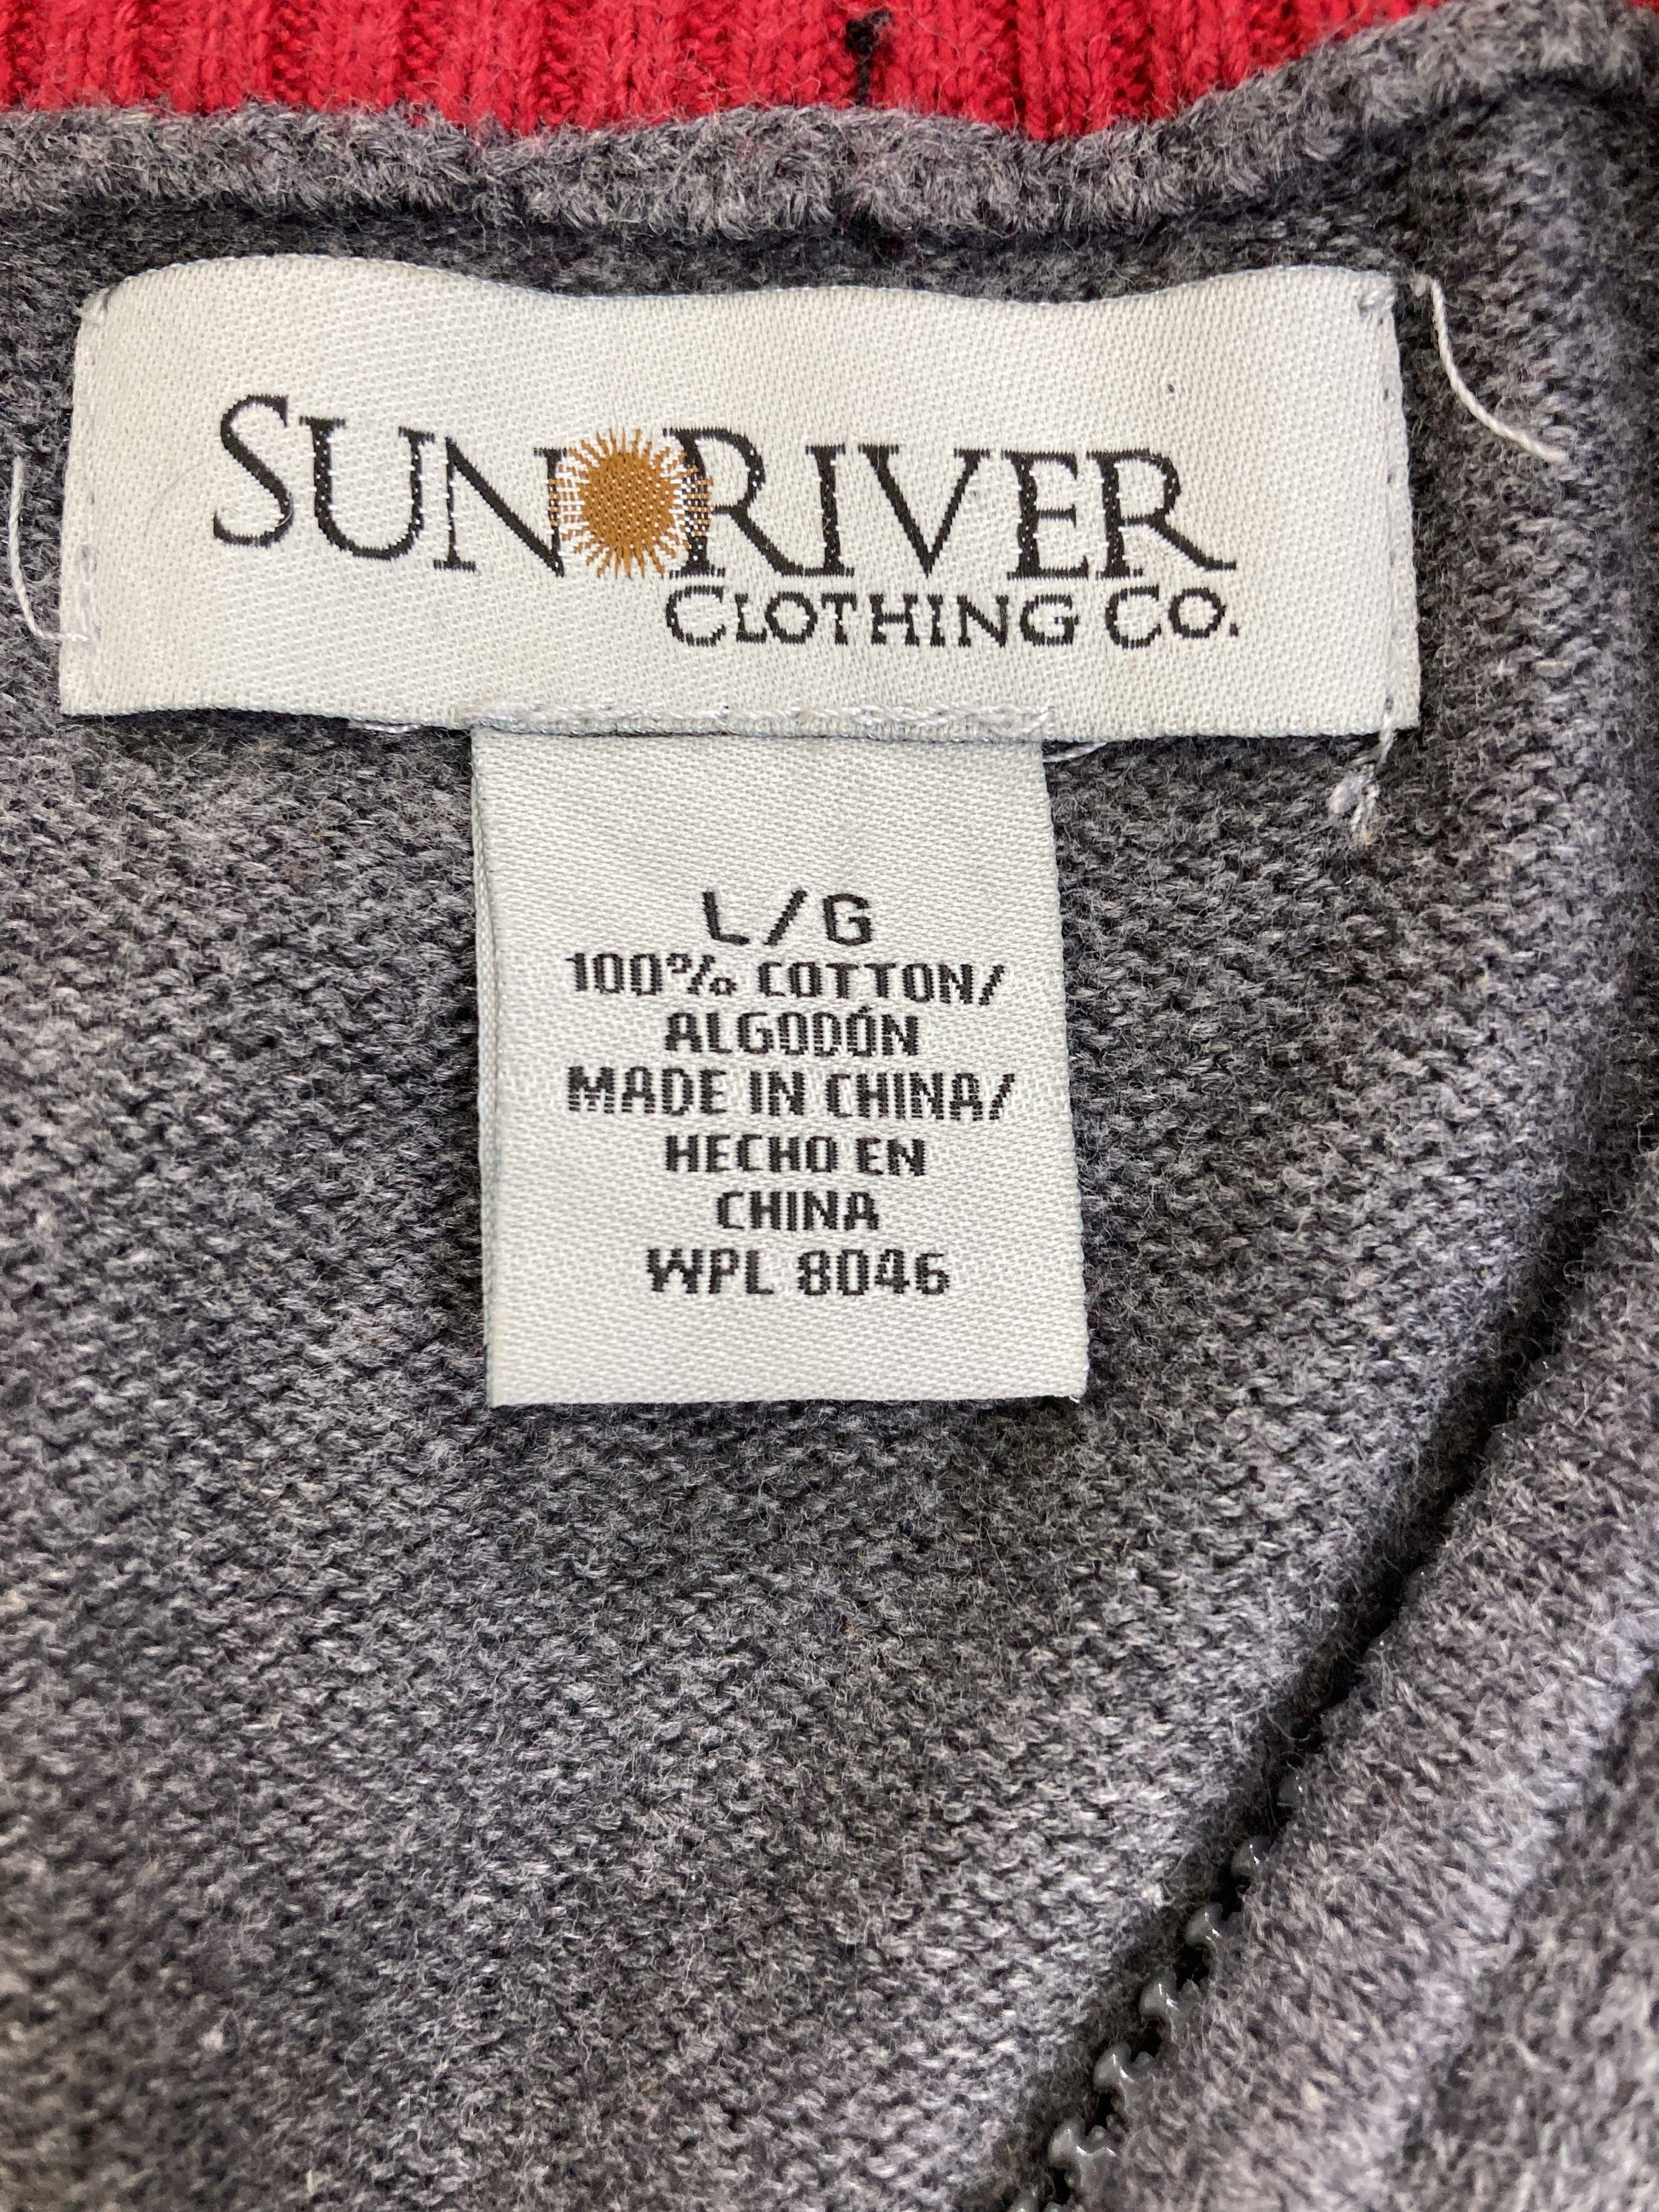 SUN RIVER
CLOTHING CO.
L/G
100% COTTON/
ALGODÓN
MADE IN CHINA/
HECHO EN
CHINA
WPL 8046